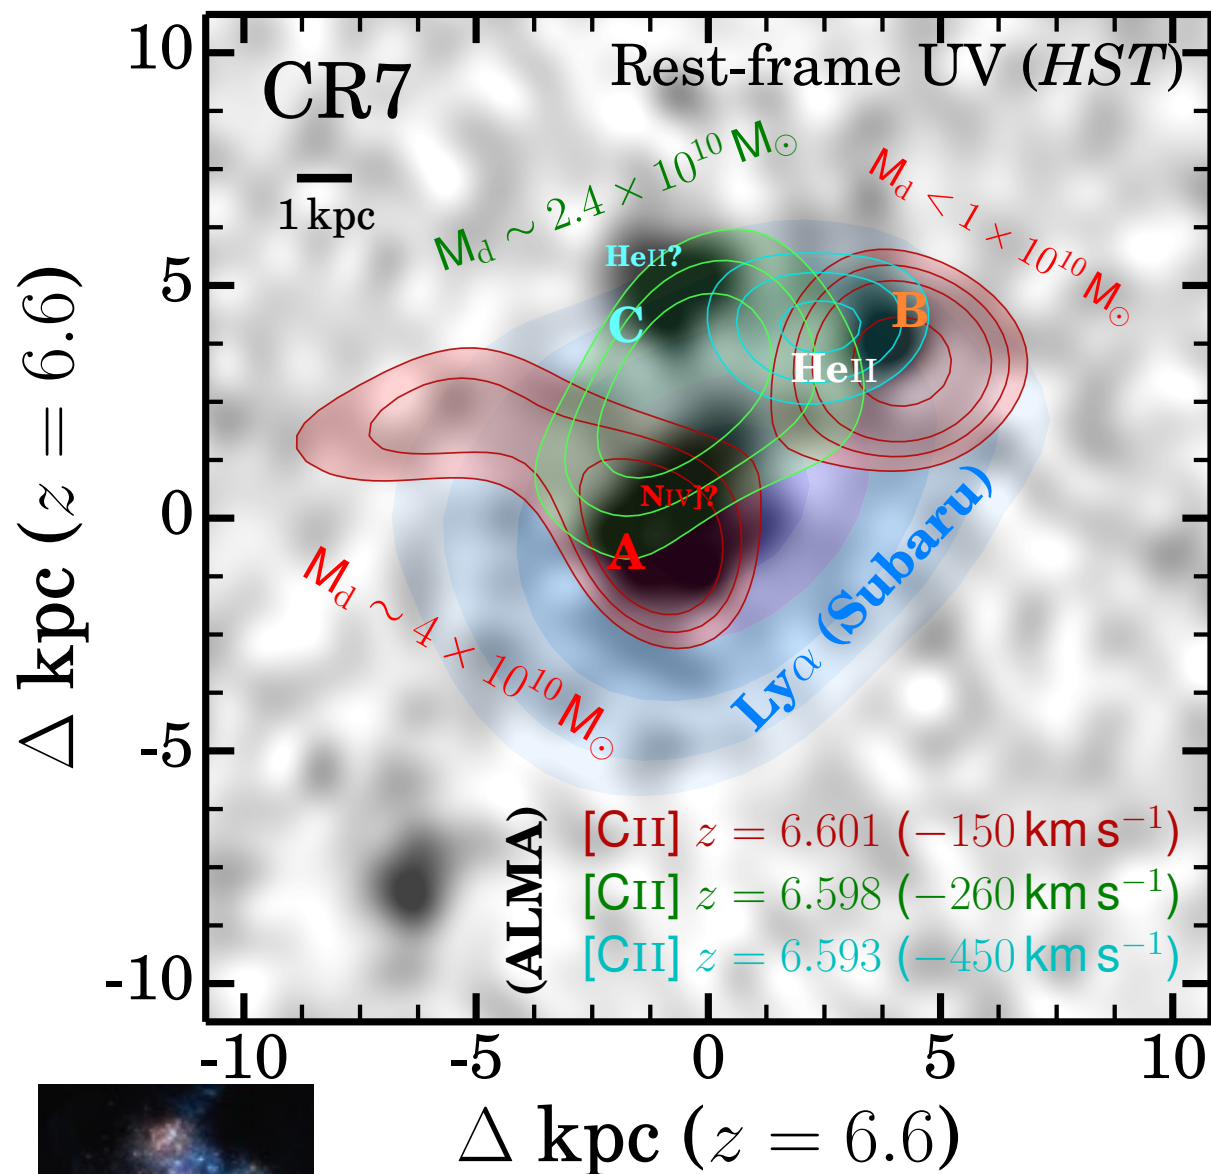 CR7
Rest-frame UV (HST)
1 kpc
M_d ∼ 2.4 × 10^10 M_⊙
M_d < 1 × 10^10 M_⊙
HeII?
C
B
HeII
NIV]?
A
M_d ∼ 4 × 10^10 M_⊙
Lyα (Subaru)
(ALMA)
[CII] z = 6.601 (−150 km s^−1)
[CII] z = 6.598 (−260 km s^−1)
[CII] z = 6.593 (−450 km s^−1)
10
5
0
-5
-10
Δ kpc (z = 6.6)
-10 -5 0 5 10
Δ kpc (z = 6.6)